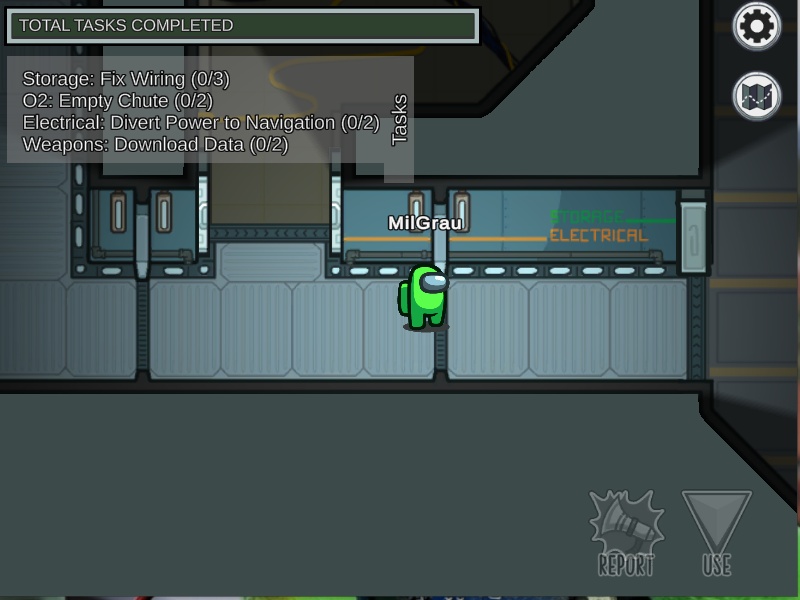 TOTAL TASKS COMPLETED
Storage: Fix Wiring (0/3)
O2: Empty Chute (0/2)
Electrical: Divert Power to Navigation (0/2)
Weapons: Download Data (0/2)
Tasks
MilGrau
STORAGE
ELECTRICAL
REPORT
USE